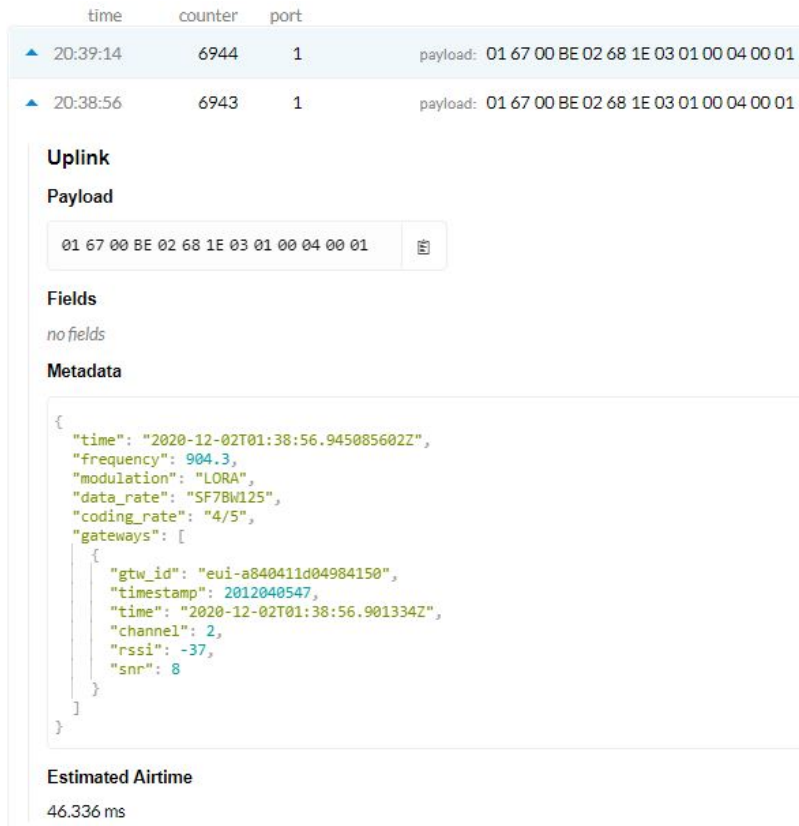 time counter port
20:39:14 6944 1 payload: 01 67 00 BE 02 68 1E 03 01 00 04 00 01
20:38:56 6943 1 payload: 01 67 00 BE 02 68 1E 03 01 00 04 00 01
Uplink
Payload
01 67 00 BE 02 68 1E 03 01 00 04 00 01
Fields
no fields
Metadata
{
"time": "2020-12-02T01:38:56.945085602Z",
"frequency": 904.3,
"modulation": "LORA",
"data_rate": "SF7BW125",
"coding_rate": "4/5",
"gateways": [
{
"gtw_id": "eui-a840411d04984150",
"timestamp": 2012040547,
"time": "2020-12-02T01:38:56.901334Z",
"channel": 2,
"rssi": -37,
"snr": 8
}
]
}
Estimated Airtime
46.336 ms